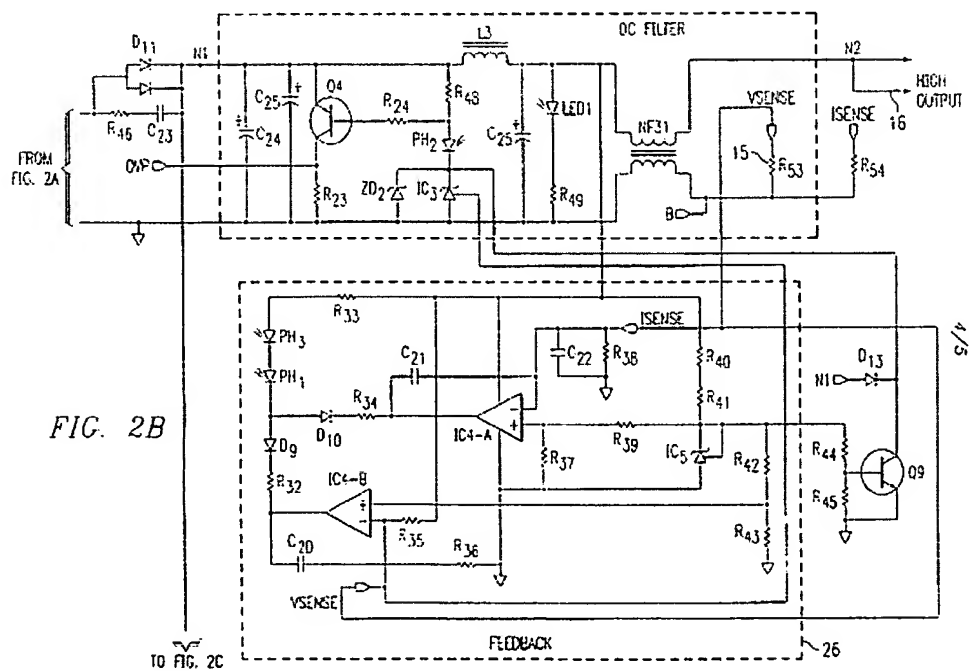 D11
N1
L3
DC FILTER
N2
HIGH
OUTPUT
16
R46
C23
C24
C25
Q4
R24
R48
PH2
C25
LED1
NF31
VSENSE
ISENSE
15
R53
R54
FROM
FIG. 2A
OVP
R23
ZD2
IC3
R49
B
R33
PH3
PH1
C21
ISENSE
C22
R38
R40
R41
4/5
D13
N1
FIG. 2B
D10
R34
IC4-A
R39
D9
R37
IC5
R42
R44
Q9
R32
IC4-B
R35
R45
R43
C20
R36
VSENSE
FEEDBACK
26
TO FIG. 2C